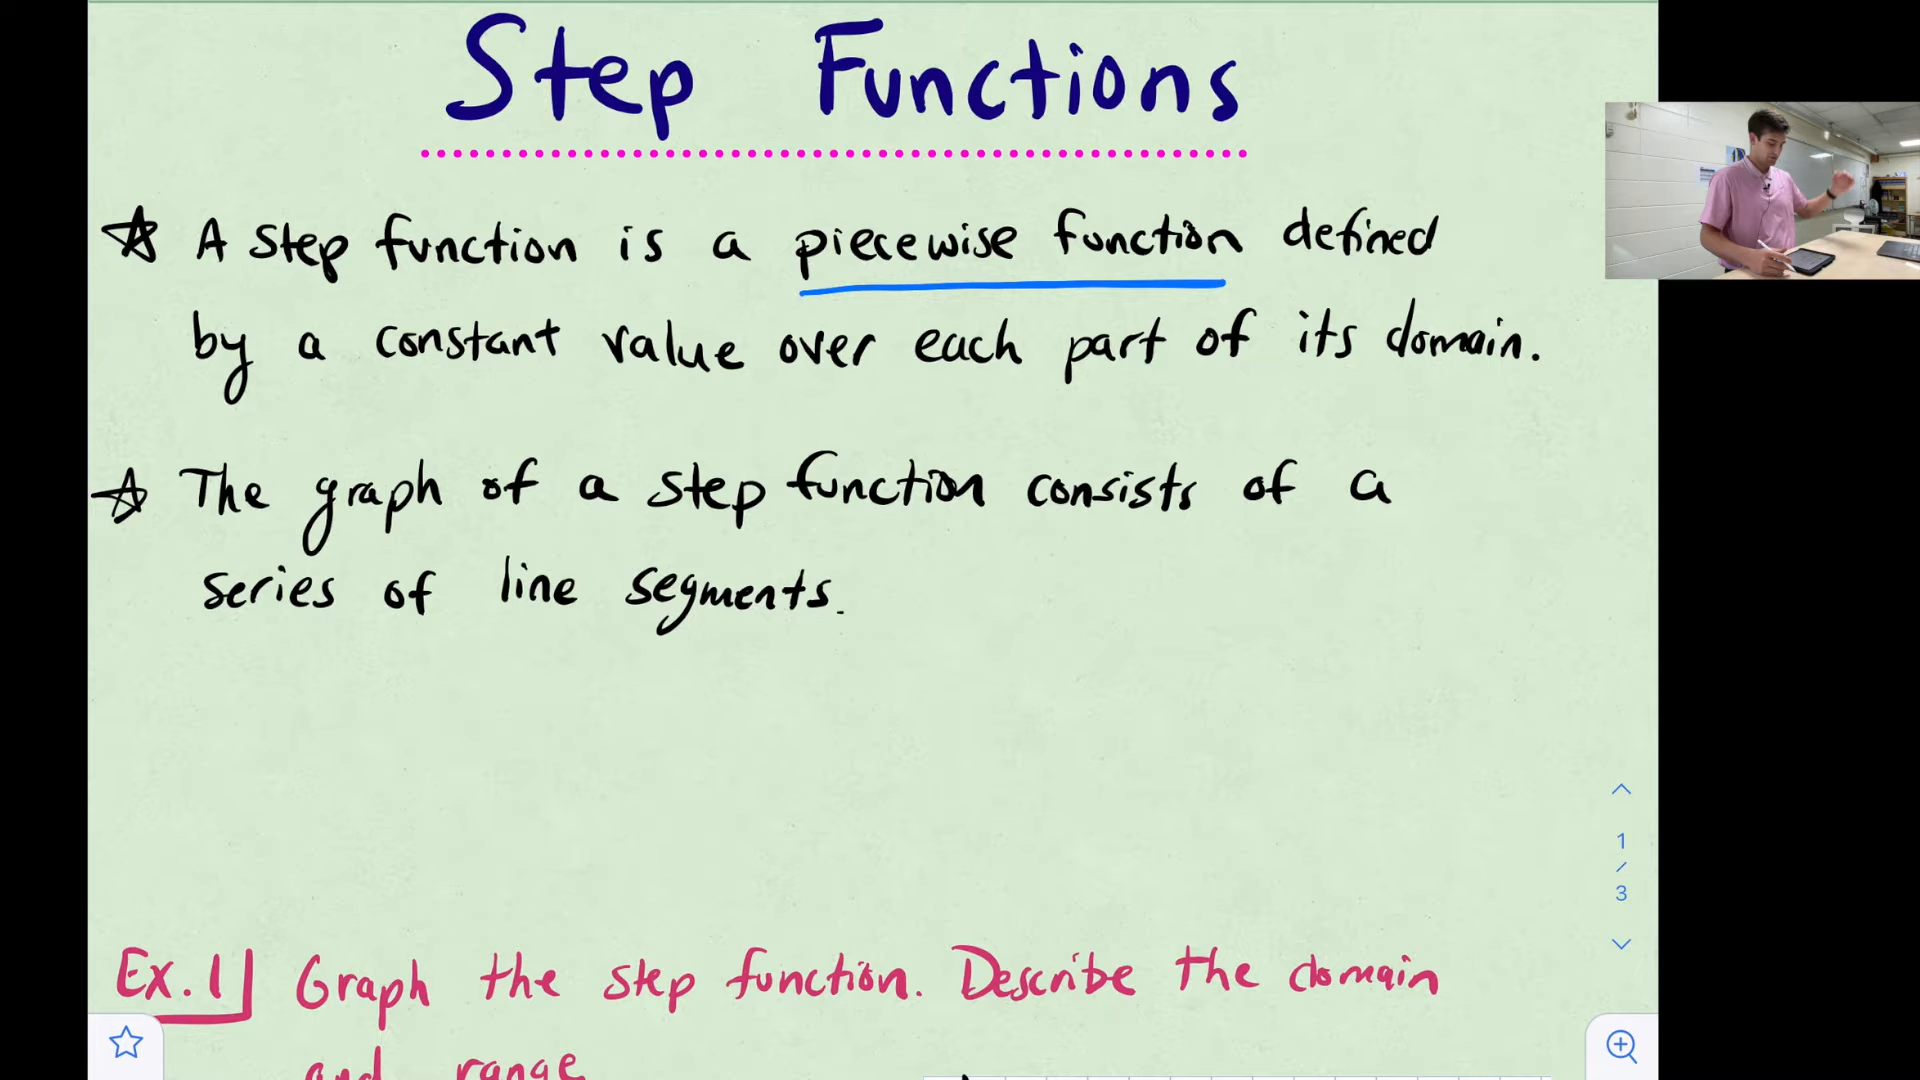 Step Functions
☆ A step function is a piecewise function defined
by a constant value over each part of its domain.
☆ The graph of a step function consists of a
series of line segments.
1
/
3
Ex. 1 Graph the step function. Describe the domain
and range